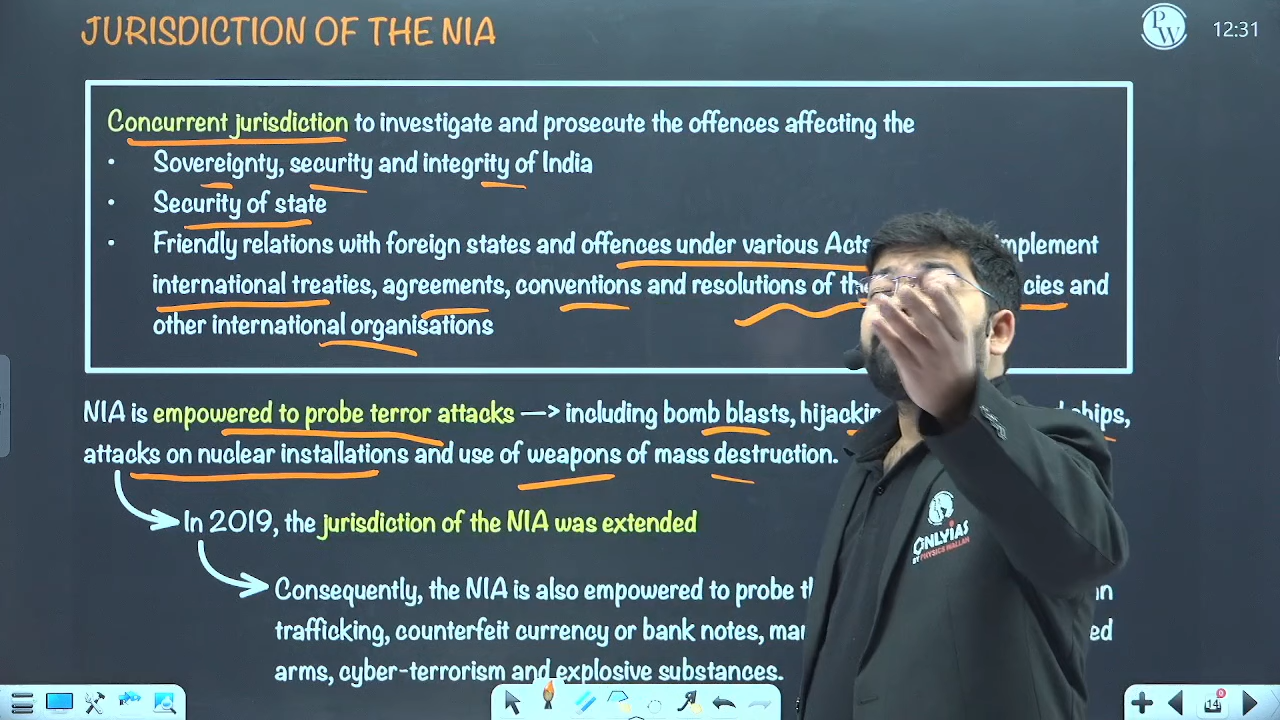 JURISDICTION OF THE NIA
PW
12:31
Concurrent jurisdiction to investigate and prosecute the offences affecting the
• Sovereignty, security and integrity of India
• Security of state
• Friendly relations with foreign states and offences under various Acts implement
international treaties, agreements, conventions and resolutions of cies and
other international organisations
NIA is empowered to probe terror attacks —> including bomb blasts, ships,
attacks on nuclear installations and use of weapons of mass destruction.
In 2019, the jurisdiction of the NIA was extended
Consequently, the NIA is also empowered to probe
trafficking, counterfeit currency or bank notes,
arms, cyber-terrorism and explosive substances.
ONLYIAS
BY PHYSICS WALLAH
14